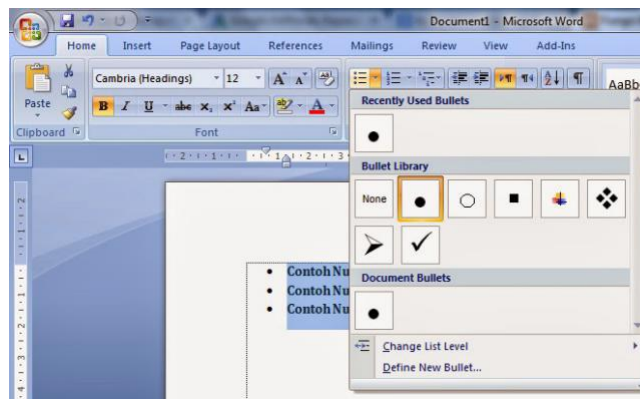 Document1 - Microsoft Word
Home Insert Page Layout References Mailings Review View Add-Ins
Paste
Cambria (Headings) 12
B I U abe x₂ x² Aa A
Clipboard Font
AaBb
Recently Used Bullets
Bullet Library
None
Contoh Nu
Contoh Nu
Contoh Nu
Document Bullets
Change List Level
Define New Bullet...